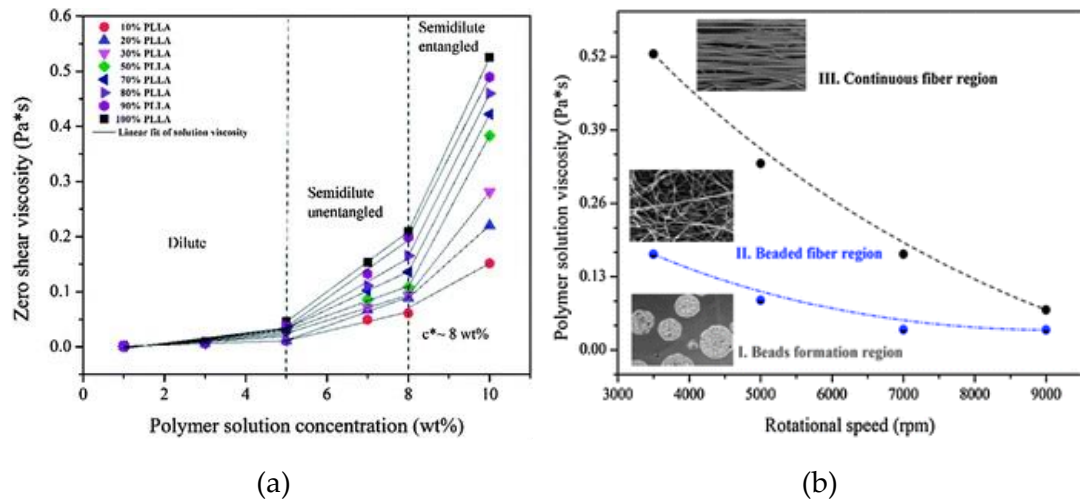 0.6
0.5
0.4
0.3
0.2
0.1
0.0
Zero shear viscosity (Pa*s)
10% PLLA
20% PLLA
30% PLLA
50% PLLA
70% PLLA
80% PLLA
90% PLLA
100% PLLA
Linear fit of solution viscosity
Semidilute
entangled
Semidilute
unentangled
Dilute
c*~ 8 wt%
0 2 4 6 8 10
Polymer solution concentration (wt%)
(a)
0.52
0.39
0.26
0.13
0.00
Polymer solution viscosity (Pa*s)
III. Continuous fiber region
II. Beaded fiber region
I. Beads formation region
3000 4000 5000 6000 7000 8000 9000
Rotational speed (rpm)
(b)